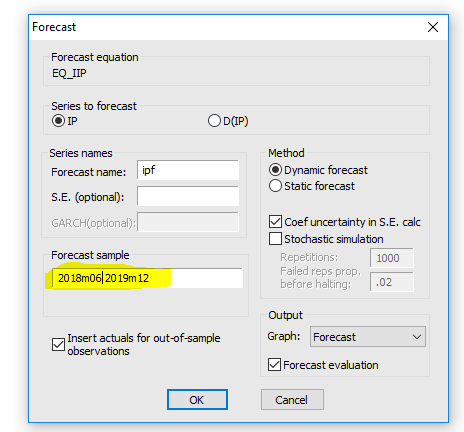 Forecast
Forecast equation
EQ_IIP
Series to forecast
IP
D(IP)
Series names
Forecast name: ipf
S.E. (optional):
GARCH(optional):
Forecast sample
2018m06 2019m12
Insert actuals for out-of-sample
observations
Method
Dynamic forecast
Static forecast
Coef uncertainty in S.E. calc
Stochastic simulation
Repetitions: 1000
Failed reps prop.
before halting: .02
Output
Graph: Forecast
Forecast evaluation
OK
Cancel